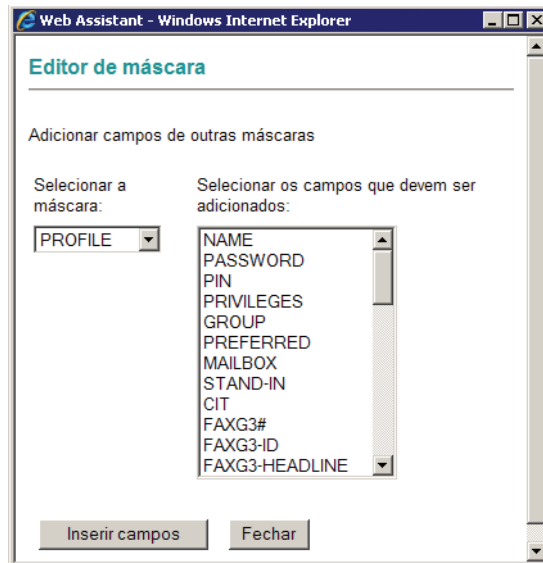 Web Assistant - Windows Internet Explorer
Editor de máscara
Adicionar campos de outras máscaras
Selecionar a
máscara:
PROFILE
Selecionar os campos que devem ser
adicionados:
NAME
PASSWORD
PIN
PRIVILEGES
GROUP
PREFERRED
MAILBOX
STAND-IN
CIT
FAXG3#
FAXG3-ID
FAXG3-HEADLINE
Inserir campos
Fechar